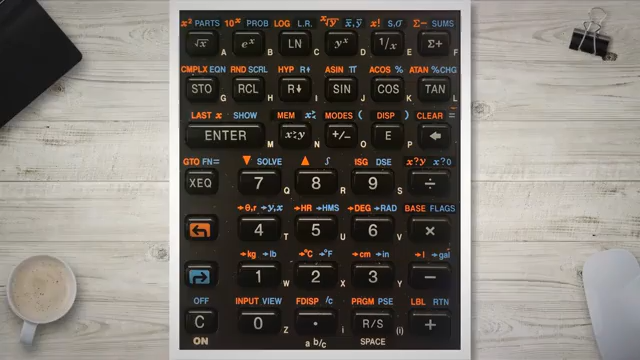 x² PARTS 10ˣ PROB LOG L.R. ˣ√y x̄,ȳ x! S,σ Σ− SUMS
√x A eˣ B LN C yˣ D 1/x E Σ+ F
CMPLX EQN RND SCRL HYP R↑ ASIN π ACOS % ATAN %CHG
STO G RCL H R↓ I SIN J COS K TAN L
LAST x SHOW MEM MODES ( DISP ) CLEAR =
ENTER M x≷y N +/− O E P ←
GTO FN= ▼ SOLVE ▲ ∫ ISG DSE x?y x?0
XEQ 7 Q 8 R 9 S ÷
→θ,r →y,x →HR →HMS →DEG →RAD BASE FLAGS
4 T 5 U 6 V ×
→kg →lb →°C →°F →cm →in →l →gal
1 W 2 X 3 Y −
OFF INPUT VIEW FDISP /c PRGM PSE LBL RTN
C 0 Z · i R/S (i) +
ON a b/c SPACE